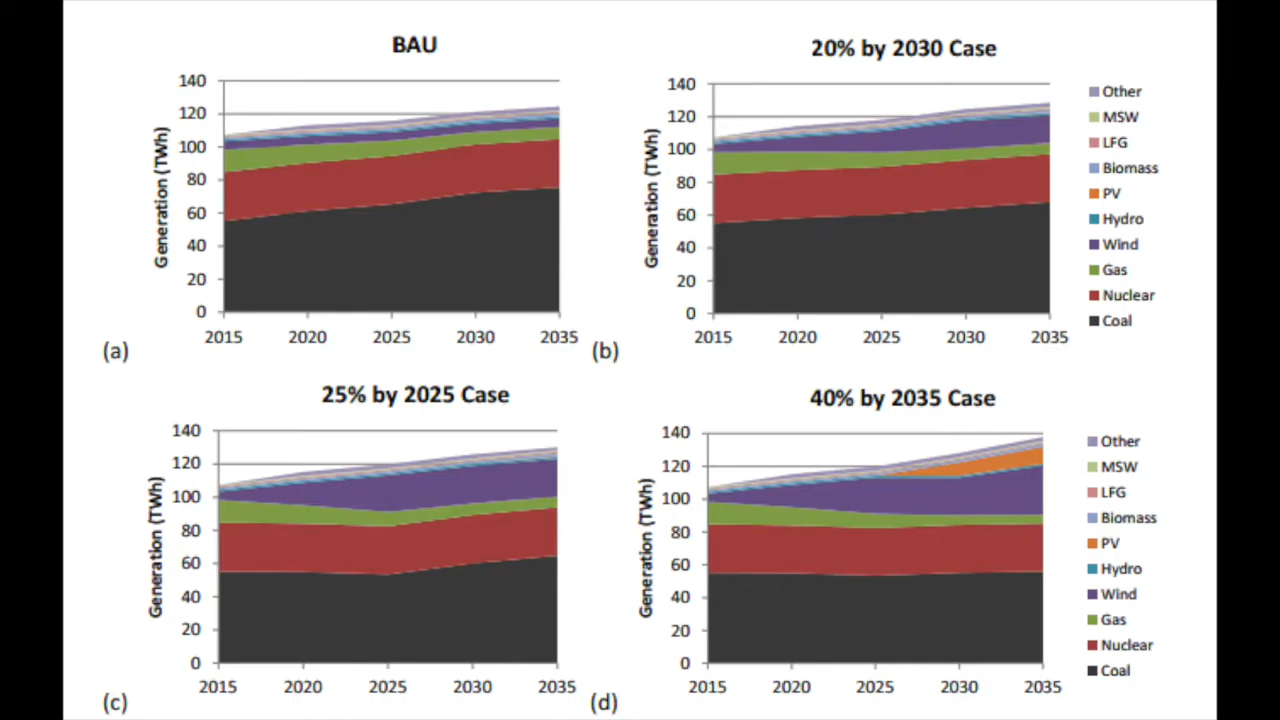 BAU
140
120
100
80
60
40
20
0
Generation (TWh)
2015 2020 2025 2030 2035
(a)
20% by 2030 Case
140
120
100
80
60
40
20
0
Generation (TWh)
2015 2020 2025 2030 2035
(b)
Other
MSW
LFG
Biomass
PV
Hydro
Wind
Gas
Nuclear
Coal
25% by 2025 Case
140
120
100
80
60
40
20
0
Generation (TWh)
2015 2020 2025 2030 2035
(c)
40% by 2035 Case
140
120
100
80
60
40
20
0
Generation (TWh)
2015 2020 2025 2030 2035
(d)
Other
MSW
LFG
Biomass
PV
Hydro
Wind
Gas
Nuclear
Coal